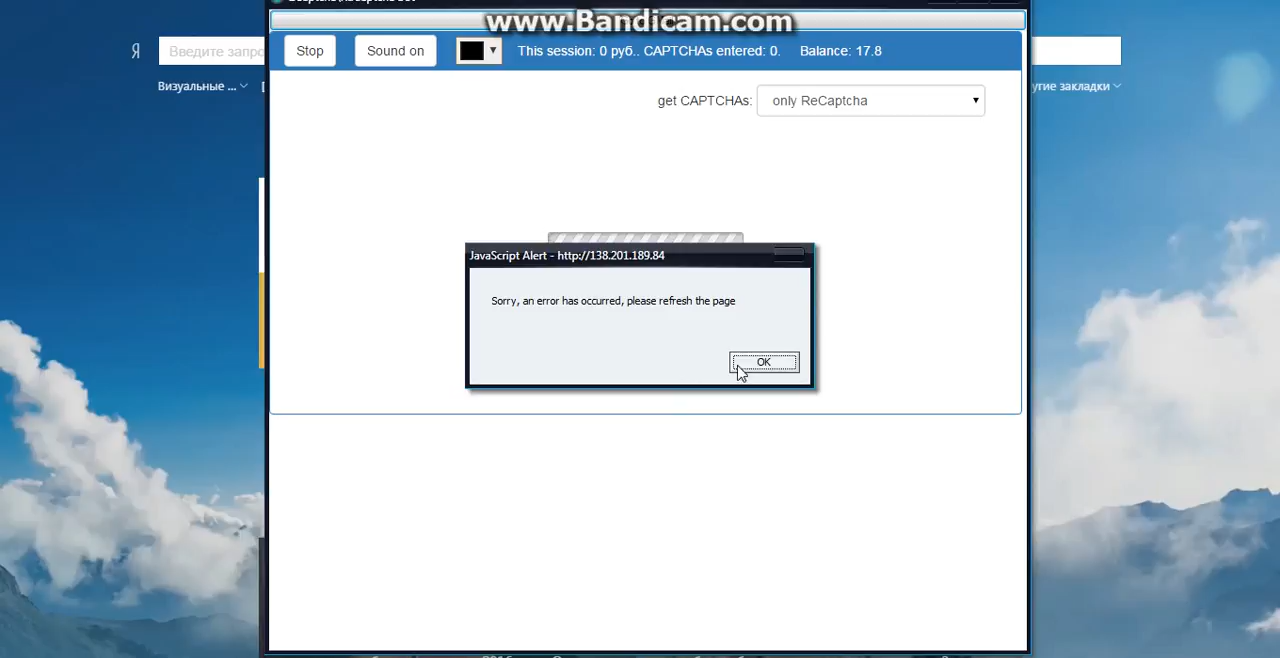 www.Bandicam.com
Я
Введите запро
Stop
Sound on
This session: 0 руб.. CAPTCHAs entered: 0.
Balance: 17.8
Визуальные ...
угие закладки
get CAPTCHAs:
only ReCaptcha
JavaScript Alert - http://138.201.189.84
Sorry, an error has occurred, please refresh the page
OK